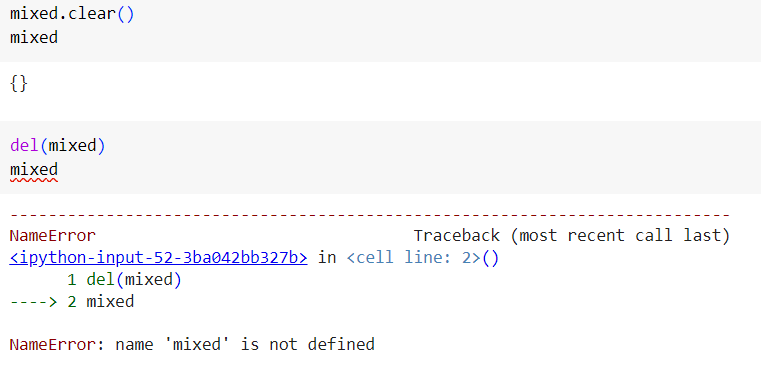 mixed.clear()
mixed
{}
del(mixed)
mixed
---------------------------------------------------------------------------
NameError                                 Traceback (most recent call last)
<ipython-input-52-3ba042bb327b> in <cell line: 2>()
      1 del(mixed)
----> 2 mixed
NameError: name 'mixed' is not defined